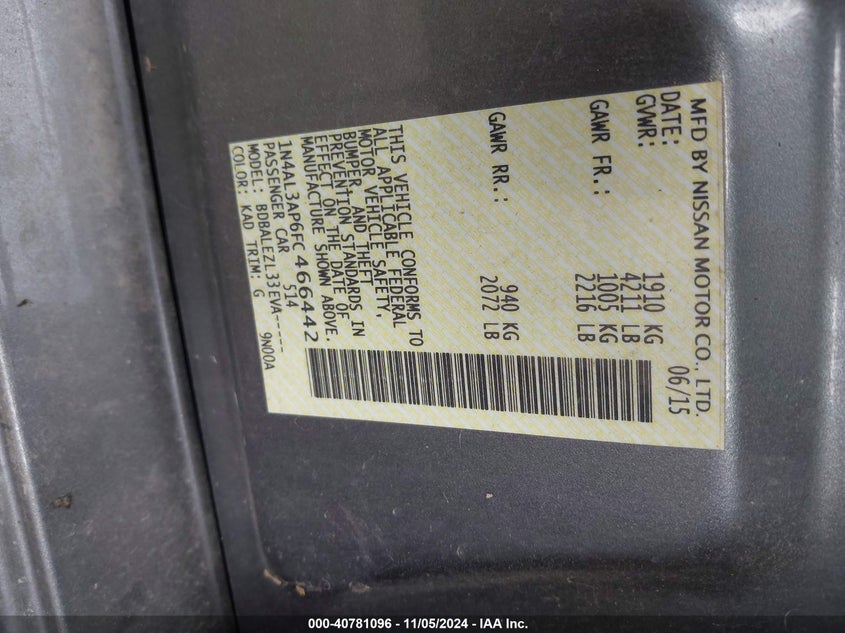 MFD BY NISSAN MOTOR CO., LTD.
DATE: 06/15
GVWR: 1910 KG
4211 LB
GAWR FR.: 1005 KG
2216 LB
GAWR RR.: 940 KG
2072 LB
THIS VEHICLE CONFORMS TO
ALL APPLICABLE FEDERAL
MOTOR VEHICLE SAFETY,
BUMPER, AND THEFT
PREVENTION STANDARDS IN
EFFECT ON THE DATE OF
MANUFACTURE SHOWN ABOVE.
1N4AL3AP6FC466442
PASSENGER CAR 514
MODEL: BDBALEZL33EVA-----
COLOR: KAD TRIM: G 9N00A
000-40781096 - 11/05/2024 - IAA Inc.